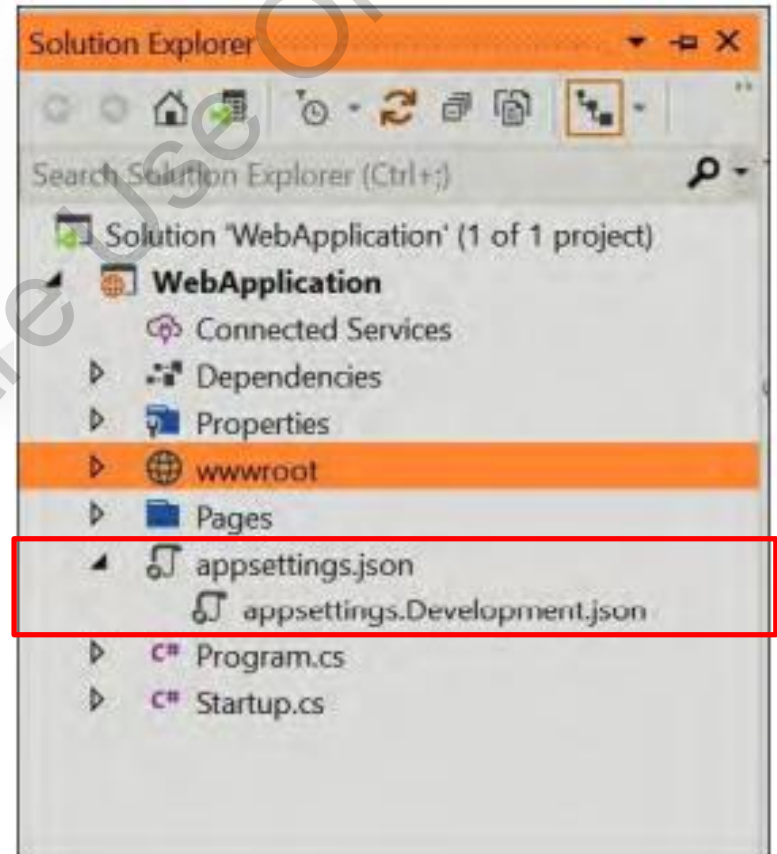 Solution Explorer
Search Solution Explorer (Ctrl+;)
Solution 'WebApplication' (1 of 1 project)
WebApplication
Connected Services
Dependencies
Properties
wwwroot
Pages
appsettings.json
appsettings.Development.json
C# Program.cs
C# Startup.cs